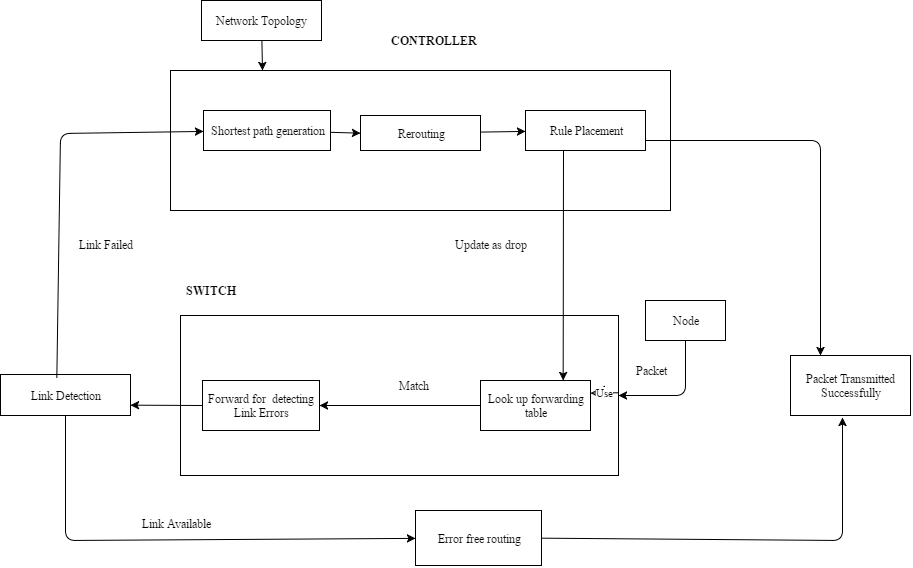 Network Topology
CONTROLLER
Shortest path generation
Rerouting
Rule Placement
Link Failed
Update as drop
SWITCH
Node
Packet
Link Detection
Forward for detecting
Link Errors
Match
Look up forwarding
table
Use
Packet Transmitted
Successfully
Link Available
Error free routing